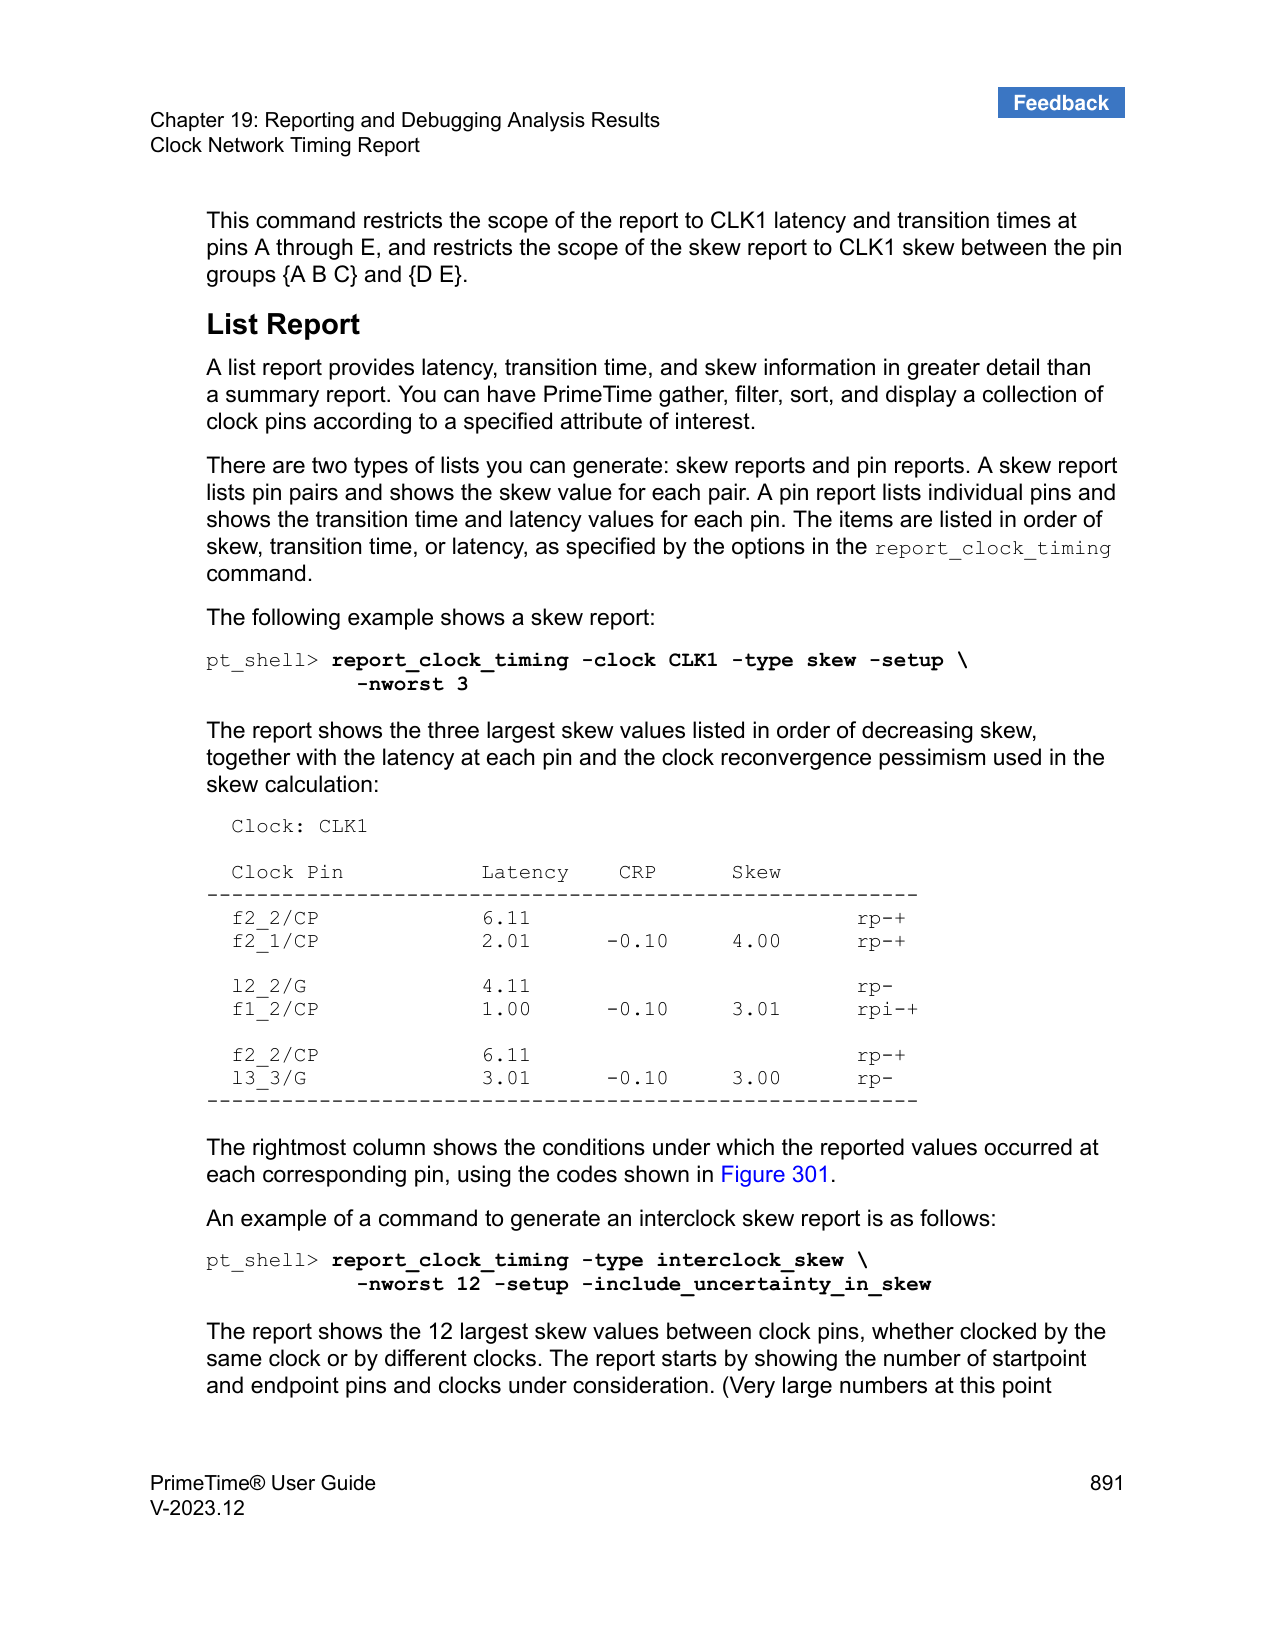 Feedback
Chapter 19: Reporting and Debugging Analysis Results
Clock Network Timing Report
This command restricts the scope of the report to CLK1 latency and transition times at
pins A through E, and restricts the scope of the skew report to CLK1 skew between the pin
groups {A B C} and {D E}.
List Report
A list report provides latency, transition time, and skew information in greater detail than
a summary report. You can have PrimeTime gather, filter, sort, and display a collection of
clock pins according to a specified attribute of interest.
There are two types of lists you can generate: skew reports and pin reports. A skew report
lists pin pairs and shows the skew value for each pair. A pin report lists individual pins and
shows the transition time and latency values for each pin. The items are listed in order of
skew, transition time, or latency, as specified by the options in the report_clock_timing
command.
The following example shows a skew report:
pt_shell> report_clock_timing -clock CLK1 -type skew -setup \
            -nworst 3
The report shows the three largest skew values listed in order of decreasing skew,
together with the latency at each pin and the clock reconvergence pessimism used in the
skew calculation:
  Clock: CLK1
  Clock Pin           Latency    CRP      Skew
---------------------------------------------------------
  f2_2/CP             6.11                          rp-+
  f2_1/CP             2.01      -0.10     4.00      rp-+
  l2_2/G              4.11                          rp-
  f1_2/CP             1.00      -0.10     3.01      rpi-+
  f2_2/CP             6.11                          rp-+
  l3_3/G              3.01      -0.10     3.00      rp-
---------------------------------------------------------
The rightmost column shows the conditions under which the reported values occurred at
each corresponding pin, using the codes shown in Figure 301.
An example of a command to generate an interclock skew report is as follows:
pt_shell> report_clock_timing -type interclock_skew \
            -nworst 12 -setup -include_uncertainty_in_skew
The report shows the 12 largest skew values between clock pins, whether clocked by the
same clock or by different clocks. The report starts by showing the number of startpoint
and endpoint pins and clocks under consideration. (Very large numbers at this point
PrimeTime® User Guide
891
V-2023.12